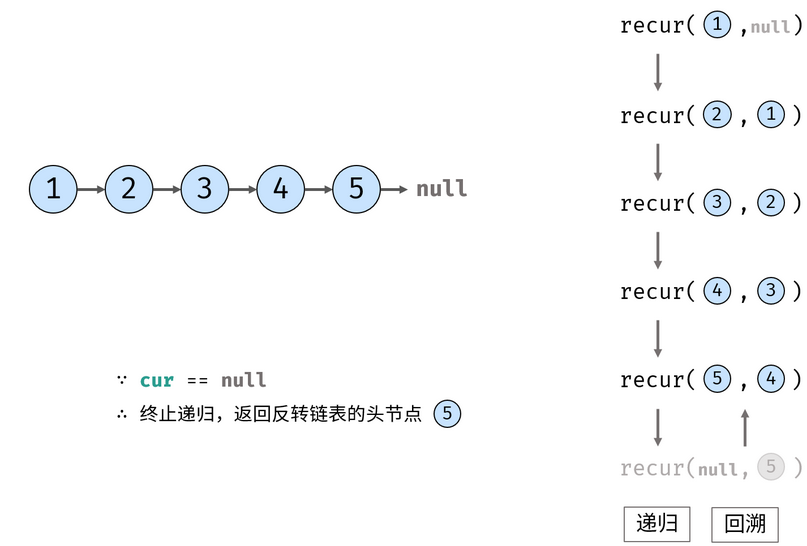 1 2 3 4 5 null
∵ cur == null
∴ 终止递归，返回反转链表的头节点 5
recur( 1 ,null)
recur( 2 , 1 )
recur( 3 , 2 )
recur( 4 , 3 )
recur( 5 , 4 )
recur(null, 5 )
递归 回溯